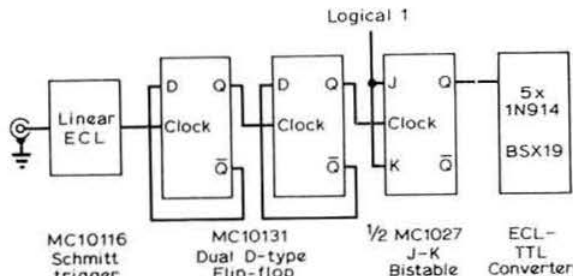 Logical 1
Linear
ECL
D
Q
Clock
Q̅
D
Q
Clock
Q̅
J
Q
Clock
K
Q̅
5x
1N914
BSX19
MC10116
Schmitt
trigger
MC10131
Dual D-type
Flip-flop
½ MC1027
J-K
Bistable
ECL-
TTL
Converter